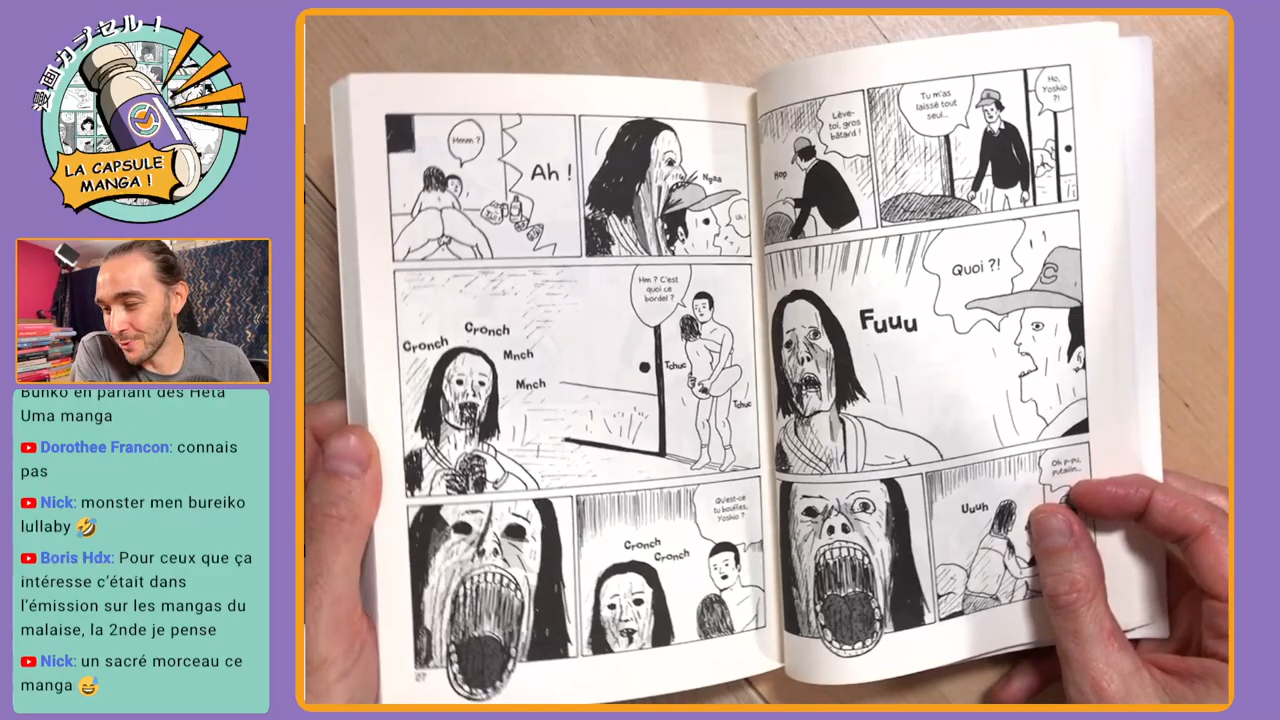 漫画カプセル!
LA CAPSULE
MANGA !
Bunko en parlant des Heta
Uma manga
Dorothee Francon: connais
pas
Nick: monster men bureiko
lullaby 🤣
Boris Hdx: Pour ceux que ça
intéresse c’était dans
l’émission sur les mangas du
malaise, la 2nde je pense
Nick: un sacré morceau ce
manga 😅
Hmm ?
Ah !
Ngaa
Uh !
Hm ? C'est
quoi ce
bordel ?
Cronch
Cronch
Mnch
Mnch
Tchuc
Tchuc
Qu'est-ce
tu bouffes,
Yoshio ?
Cronch
Cronch
27
Lève-
toi, gros
bâtard !
Hop
Tu m'as
laissé tout
seul...
Ho,
Yoshio
?!
Quoi ?!
C
Fuuu
Uuuh
Oh p-pu,
putaiin...